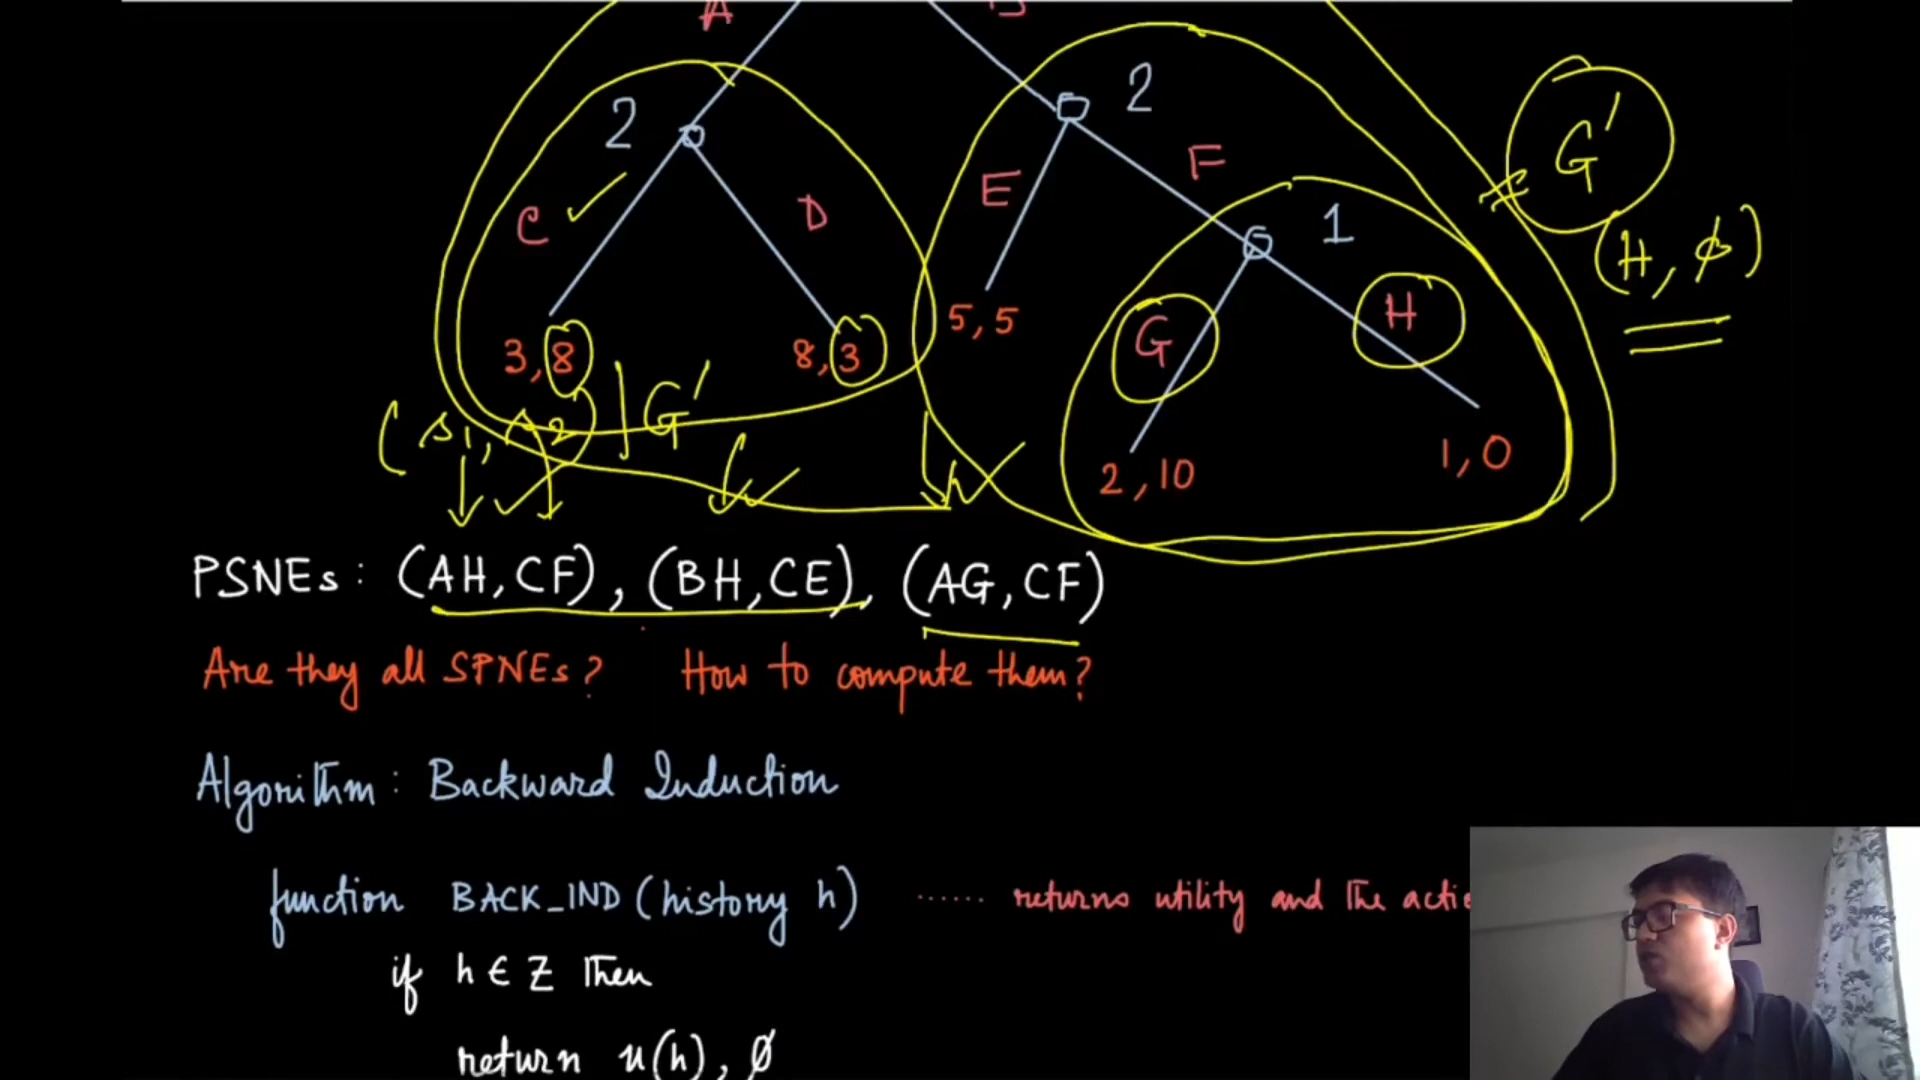 A B
2 2
C D E F
G'
1
(H, ϕ)
G H
5, 5
3, 8 8, 3
(s1, s2) G'
2, 10 1, 0
PSNEs: (AH, CF), (BH, CE), (AG, CF)
Are they all SPNEs? How to compute them?
Algorithm: Backward Induction
function BACK_IND (history h) ...... returns utility and the actio
if h ∈ Z then
return u(h), ϕ